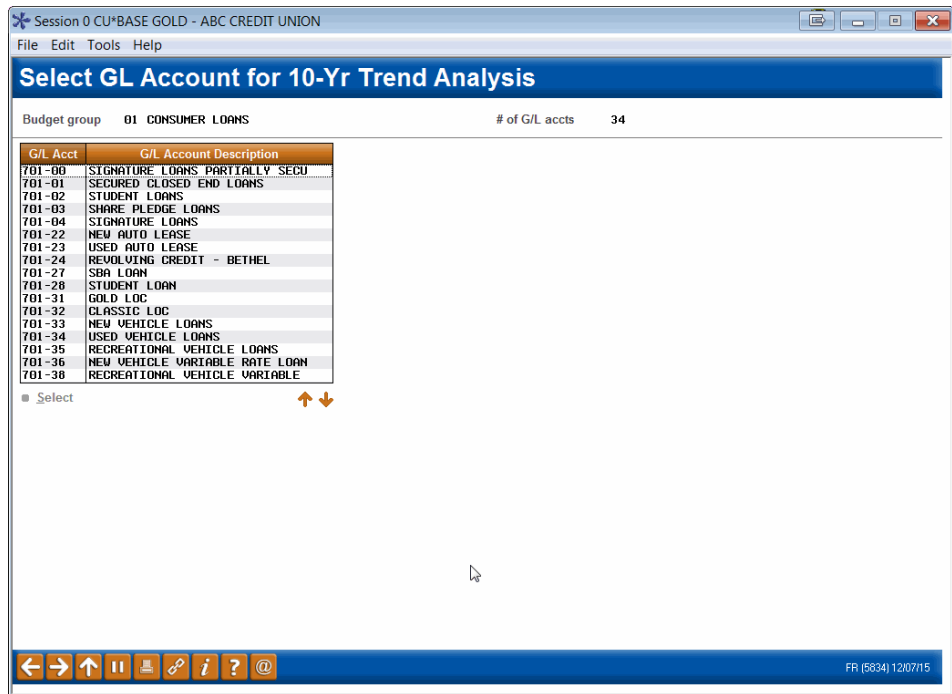 Session 0 CU*BASE GOLD - ABC CREDIT UNION
File Edit Tools Help
Select GL Account for 10-Yr Trend Analysis
Budget group 01 CONSUMER LOANS # of G/L accts 34
G/L Acct G/L Account Description
701-00 SIGNATURE LOANS PARTIALLY SECU
701-01 SECURED CLOSED END LOANS
701-02 STUDENT LOANS
701-03 SHARE PLEDGE LOANS
701-04 SIGNATURE LOANS
701-22 NEW AUTO LEASE
701-23 USED AUTO LEASE
701-24 REVOLVING CREDIT - BETHEL
701-27 SBA LOAN
701-28 STUDENT LOAN
701-31 GOLD LOC
701-32 CLASSIC LOC
701-33 NEW VEHICLE LOANS
701-34 USED VEHICLE LOANS
701-35 RECREATIONAL VEHICLE LOANS
701-36 NEW VEHICLE VARIABLE RATE LOAN
701-38 RECREATIONAL VEHICLE VARIABLE
Select
i ? @ FR (5834) 12/07/15